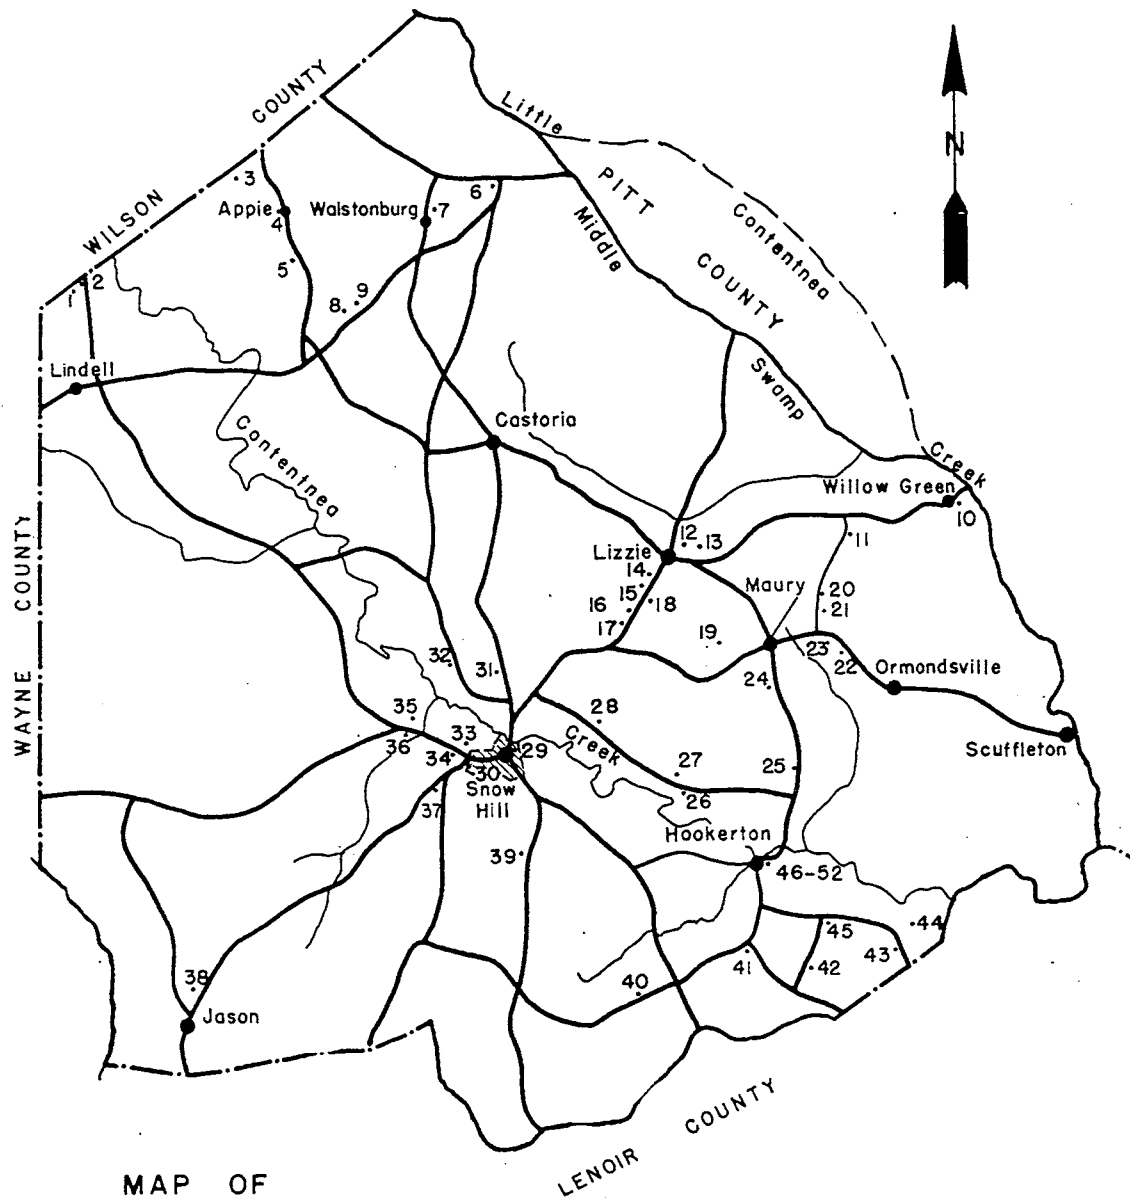 COUNTY
WILSON
Little
N
PITT
COUNTY
Middle
Contentnea
Swamp
Creek
3
Appie
4
Walstonburg
7
6
5
1
2
8
9
Lindell
Castoria
Contentnea
Willow Green
10
11
WAYNE COUNTY
Lizzie
12
13
14
15
16
17
18
19
Maury
20
21
23
22
Ormondsville
24
Scuffleton
32
31
35
36
33
34
28
Creek
29
30
Snow
Hill
27
26
25
37
Hookerton
39
46-52
45
44
43
42
41
40
38
Jason
LENOIR COUNTY
MAP OF